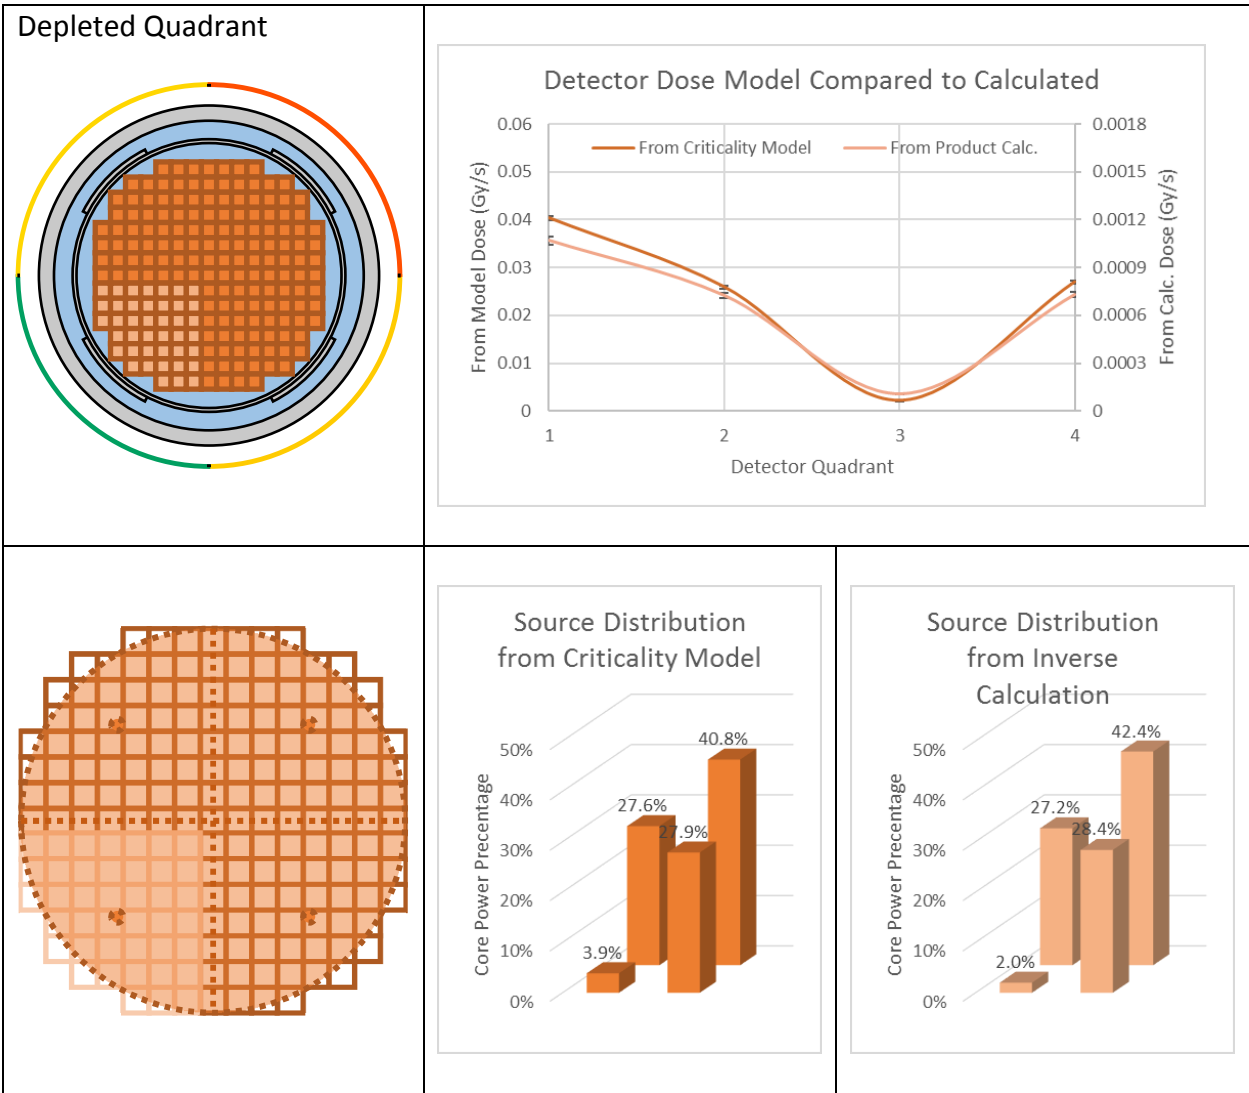 Depleted Quadrant
Detector Dose Model Compared to Calculated
From Criticality Model
From Product Calc.
From Model Dose (Gy/s)
0.06
0.05
0.04
0.03
0.02
0.01
0
0.0018
0.0015
0.0012
0.0009
0.0006
0.0003
0
From Calc. Dose (Gy/s)
1 2 3 4
Detector Quadrant
Source Distribution
from Criticality Model
Core Power Precentage
50%
40%
30%
20%
10%
0%
3.9%
27.6%
27.9%
40.8%
Source Distribution
from Inverse
Calculation
Core Power Precentage
50%
40%
30%
20%
10%
0%
2.0%
27.2%
28.4%
42.4%